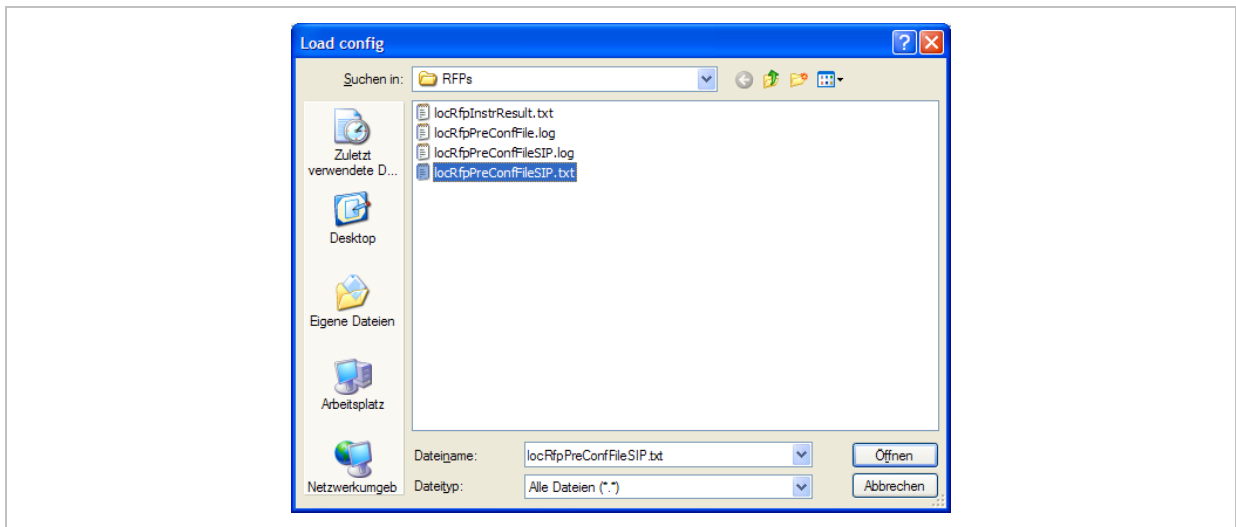 Load config
Suchen in:
RFPs
locRfpInstrResult.txt
locRfpPreConfFile.log
locRfpPreConfFileSIP.log
locRfpPreConfFileSIP.txt
Zuletzt
verwendete D...
Desktop
Eigene Dateien
Arbeitsplatz
Netzwerkumgeb
Dateiname:
locRfpPreConfFileSIP.txt
Öffnen
Dateityp:
Alle Dateien (*.*)
Abbrechen